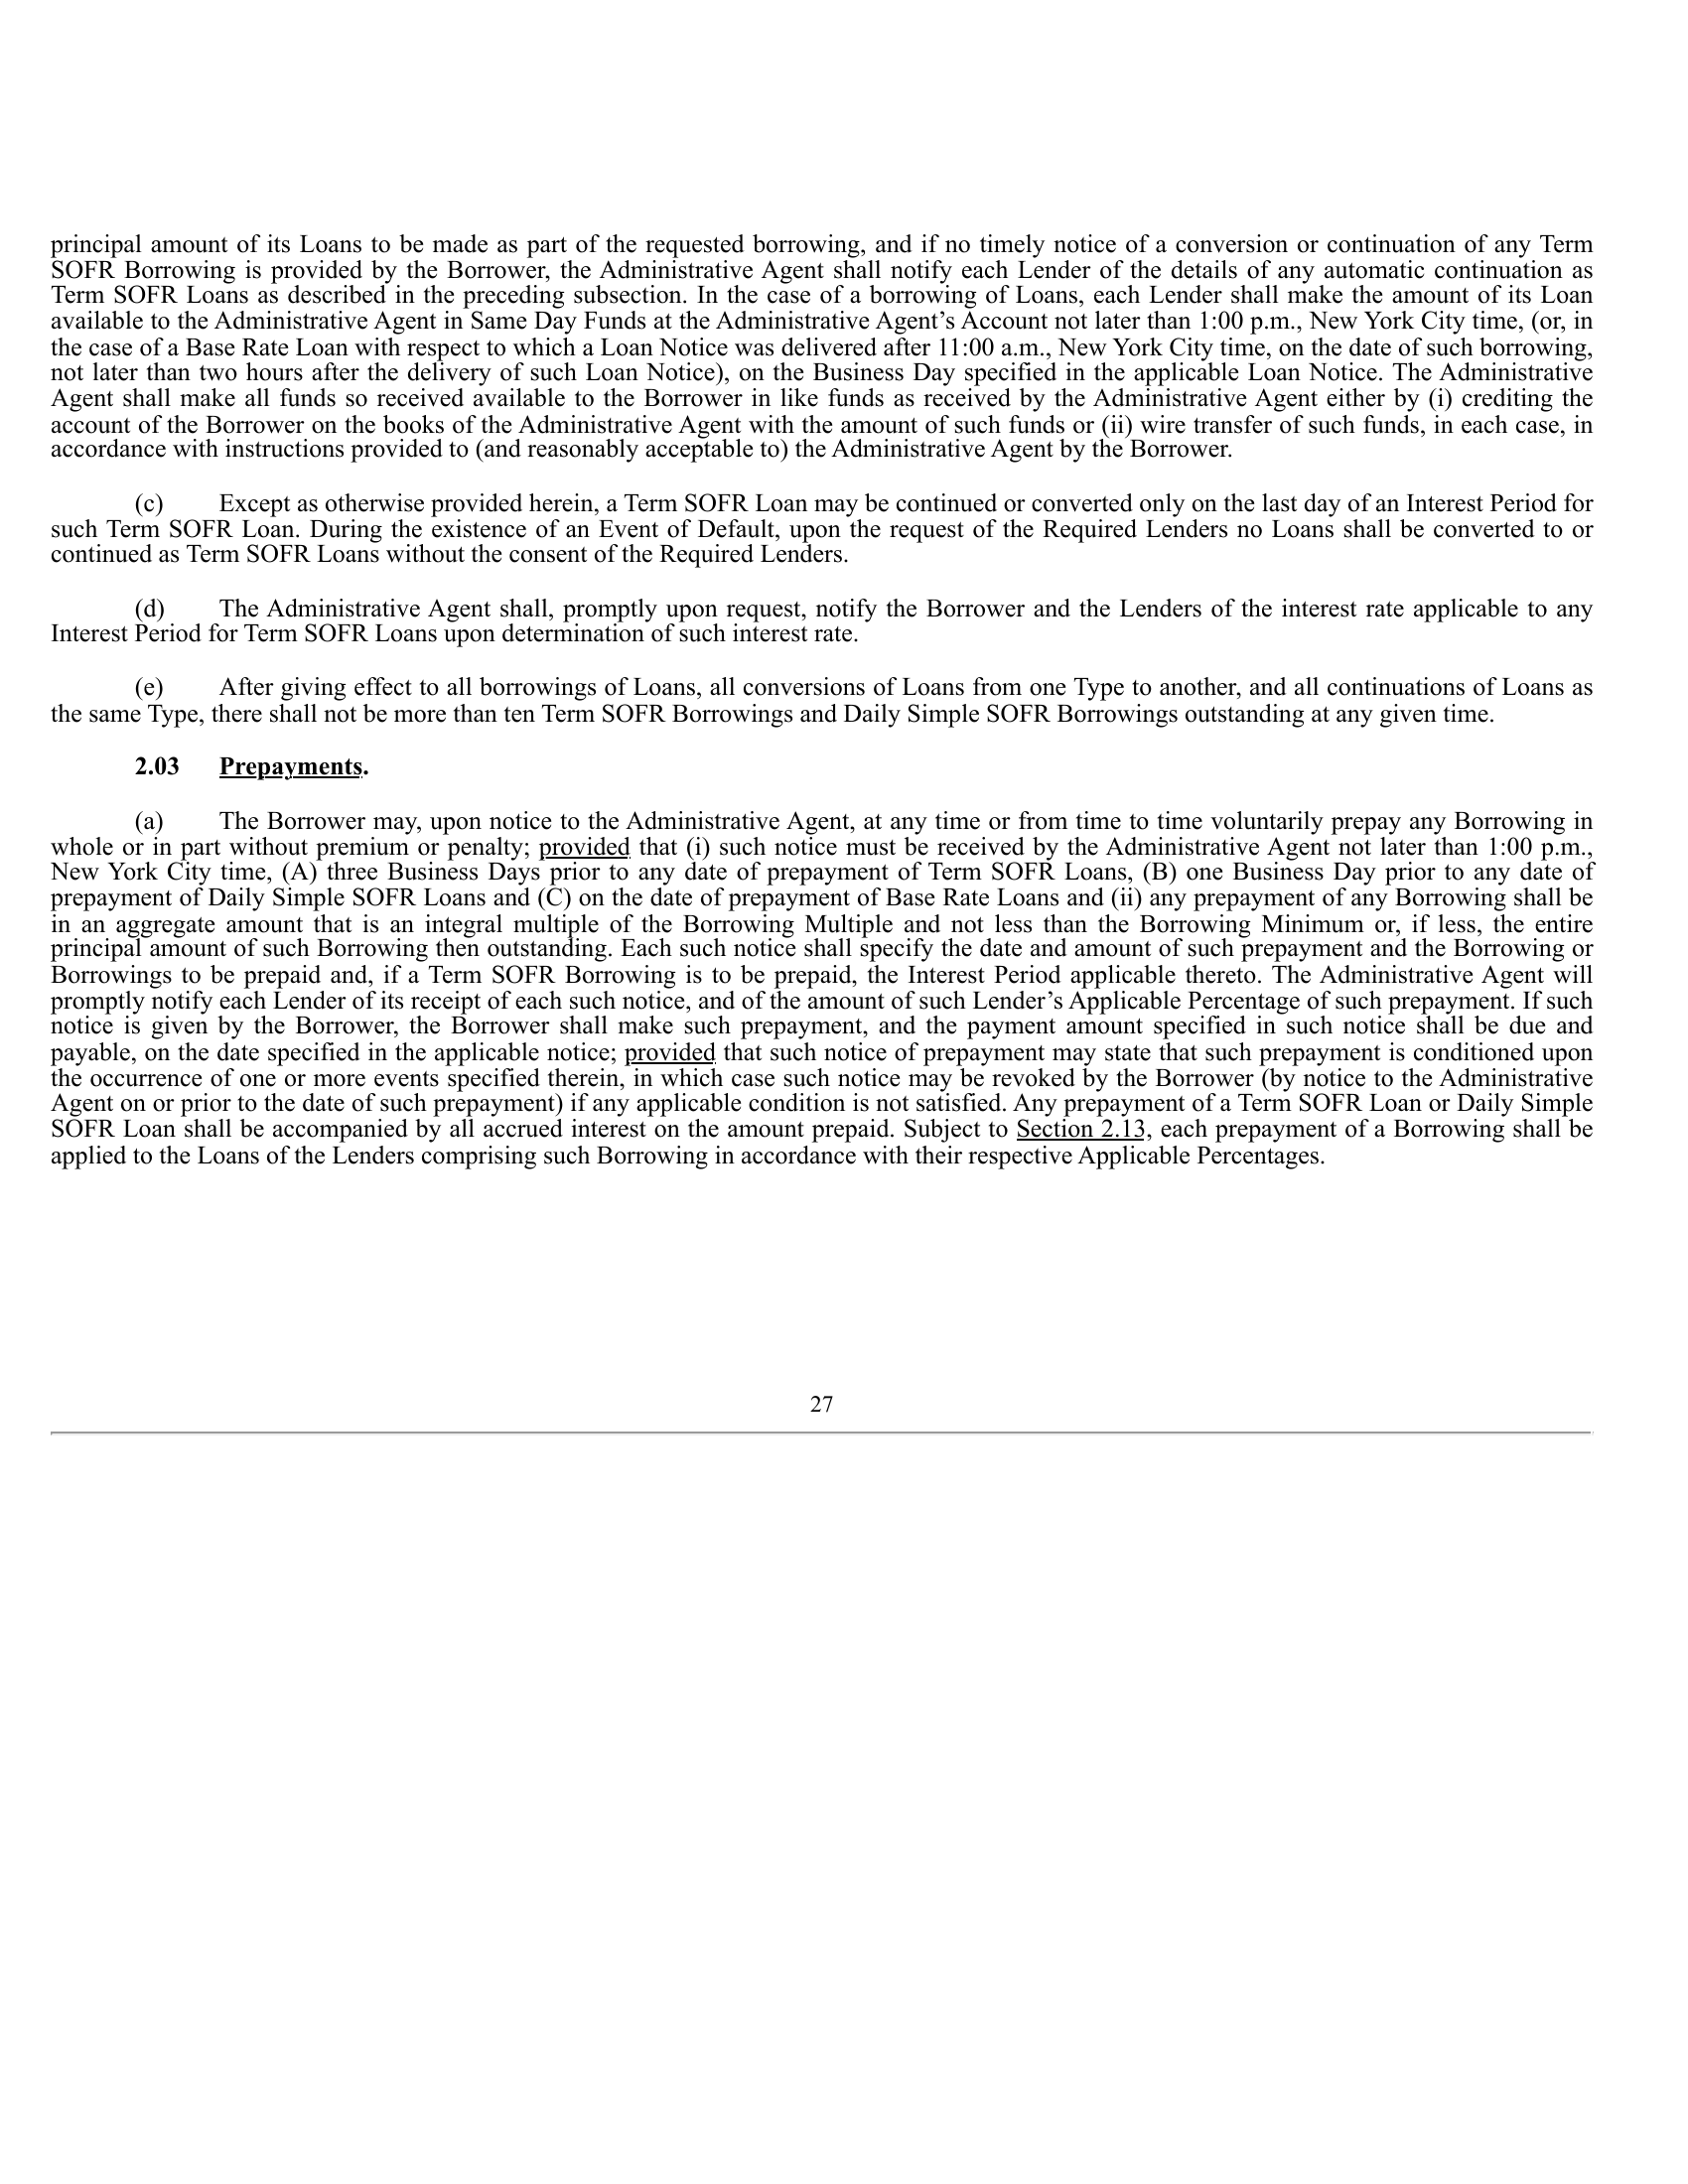 principal amount of its Loans to be made as part of the requested borrowing, and if no timely notice of a conversion or continuation of any Term
SOFR Borrowing is provided by the Borrower, the Administrative Agent shall notify each Lender of the details of any automatic continuation as
Term SOFR Loans as described in the preceding subsection. In the case of a borrowing of Loans, each Lender shall make the amount of its Loan
available to the Administrative Agent in Same Day Funds at the Administrative Agent’s Account not later than 1:00 p.m., New York City time, (or, in
the case of a Base Rate Loan with respect to which a Loan Notice was delivered after 11:00 a.m., New York City time, on the date of such borrowing,
not later than two hours after the delivery of such Loan Notice), on the Business Day specified in the applicable Loan Notice. The Administrative
Agent shall make all funds so received available to the Borrower in like funds as received by the Administrative Agent either by (i) crediting the
account of the Borrower on the books of the Administrative Agent with the amount of such funds or (ii) wire transfer of such funds, in each case, in
accordance with instructions provided to (and reasonably acceptable to) the Administrative Agent by the Borrower.
(c) Except as otherwise provided herein, a Term SOFR Loan may be continued or converted only on the last day of an Interest Period for
such Term SOFR Loan. During the existence of an Event of Default, upon the request of the Required Lenders no Loans shall be converted to or
continued as Term SOFR Loans without the consent of the Required Lenders.
(d) The Administrative Agent shall, promptly upon request, notify the Borrower and the Lenders of the interest rate applicable to any
Interest Period for Term SOFR Loans upon determination of such interest rate.
(e) After giving effect to all borrowings of Loans, all conversions of Loans from one Type to another, and all continuations of Loans as
the same Type, there shall not be more than ten Term SOFR Borrowings and Daily Simple SOFR Borrowings outstanding at any given time.
2.03 Prepayments.
(a) The Borrower may, upon notice to the Administrative Agent, at any time or from time to time voluntarily prepay any Borrowing in
whole or in part without premium or penalty; provided that (i) such notice must be received by the Administrative Agent not later than 1:00 p.m.,
New York City time, (A) three Business Days prior to any date of prepayment of Term SOFR Loans, (B) one Business Day prior to any date of
prepayment of Daily Simple SOFR Loans and (C) on the date of prepayment of Base Rate Loans and (ii) any prepayment of any Borrowing shall be
in an aggregate amount that is an integral multiple of the Borrowing Multiple and not less than the Borrowing Minimum or, if less, the entire
principal amount of such Borrowing then outstanding. Each such notice shall specify the date and amount of such prepayment and the Borrowing or
Borrowings to be prepaid and, if a Term SOFR Borrowing is to be prepaid, the Interest Period applicable thereto. The Administrative Agent will
promptly notify each Lender of its receipt of each such notice, and of the amount of such Lender’s Applicable Percentage of such prepayment. If such
notice is given by the Borrower, the Borrower shall make such prepayment, and the payment amount specified in such notice shall be due and
payable, on the date specified in the applicable notice; provided that such notice of prepayment may state that such prepayment is conditioned upon
the occurrence of one or more events specified therein, in which case such notice may be revoked by the Borrower (by notice to the Administrative
Agent on or prior to the date of such prepayment) if any applicable condition is not satisfied. Any prepayment of a Term SOFR Loan or Daily Simple
SOFR Loan shall be accompanied by all accrued interest on the amount prepaid. Subject to Section 2.13, each prepayment of a Borrowing shall be
applied to the Loans of the Lenders comprising such Borrowing in accordance with their respective Applicable Percentages.
27